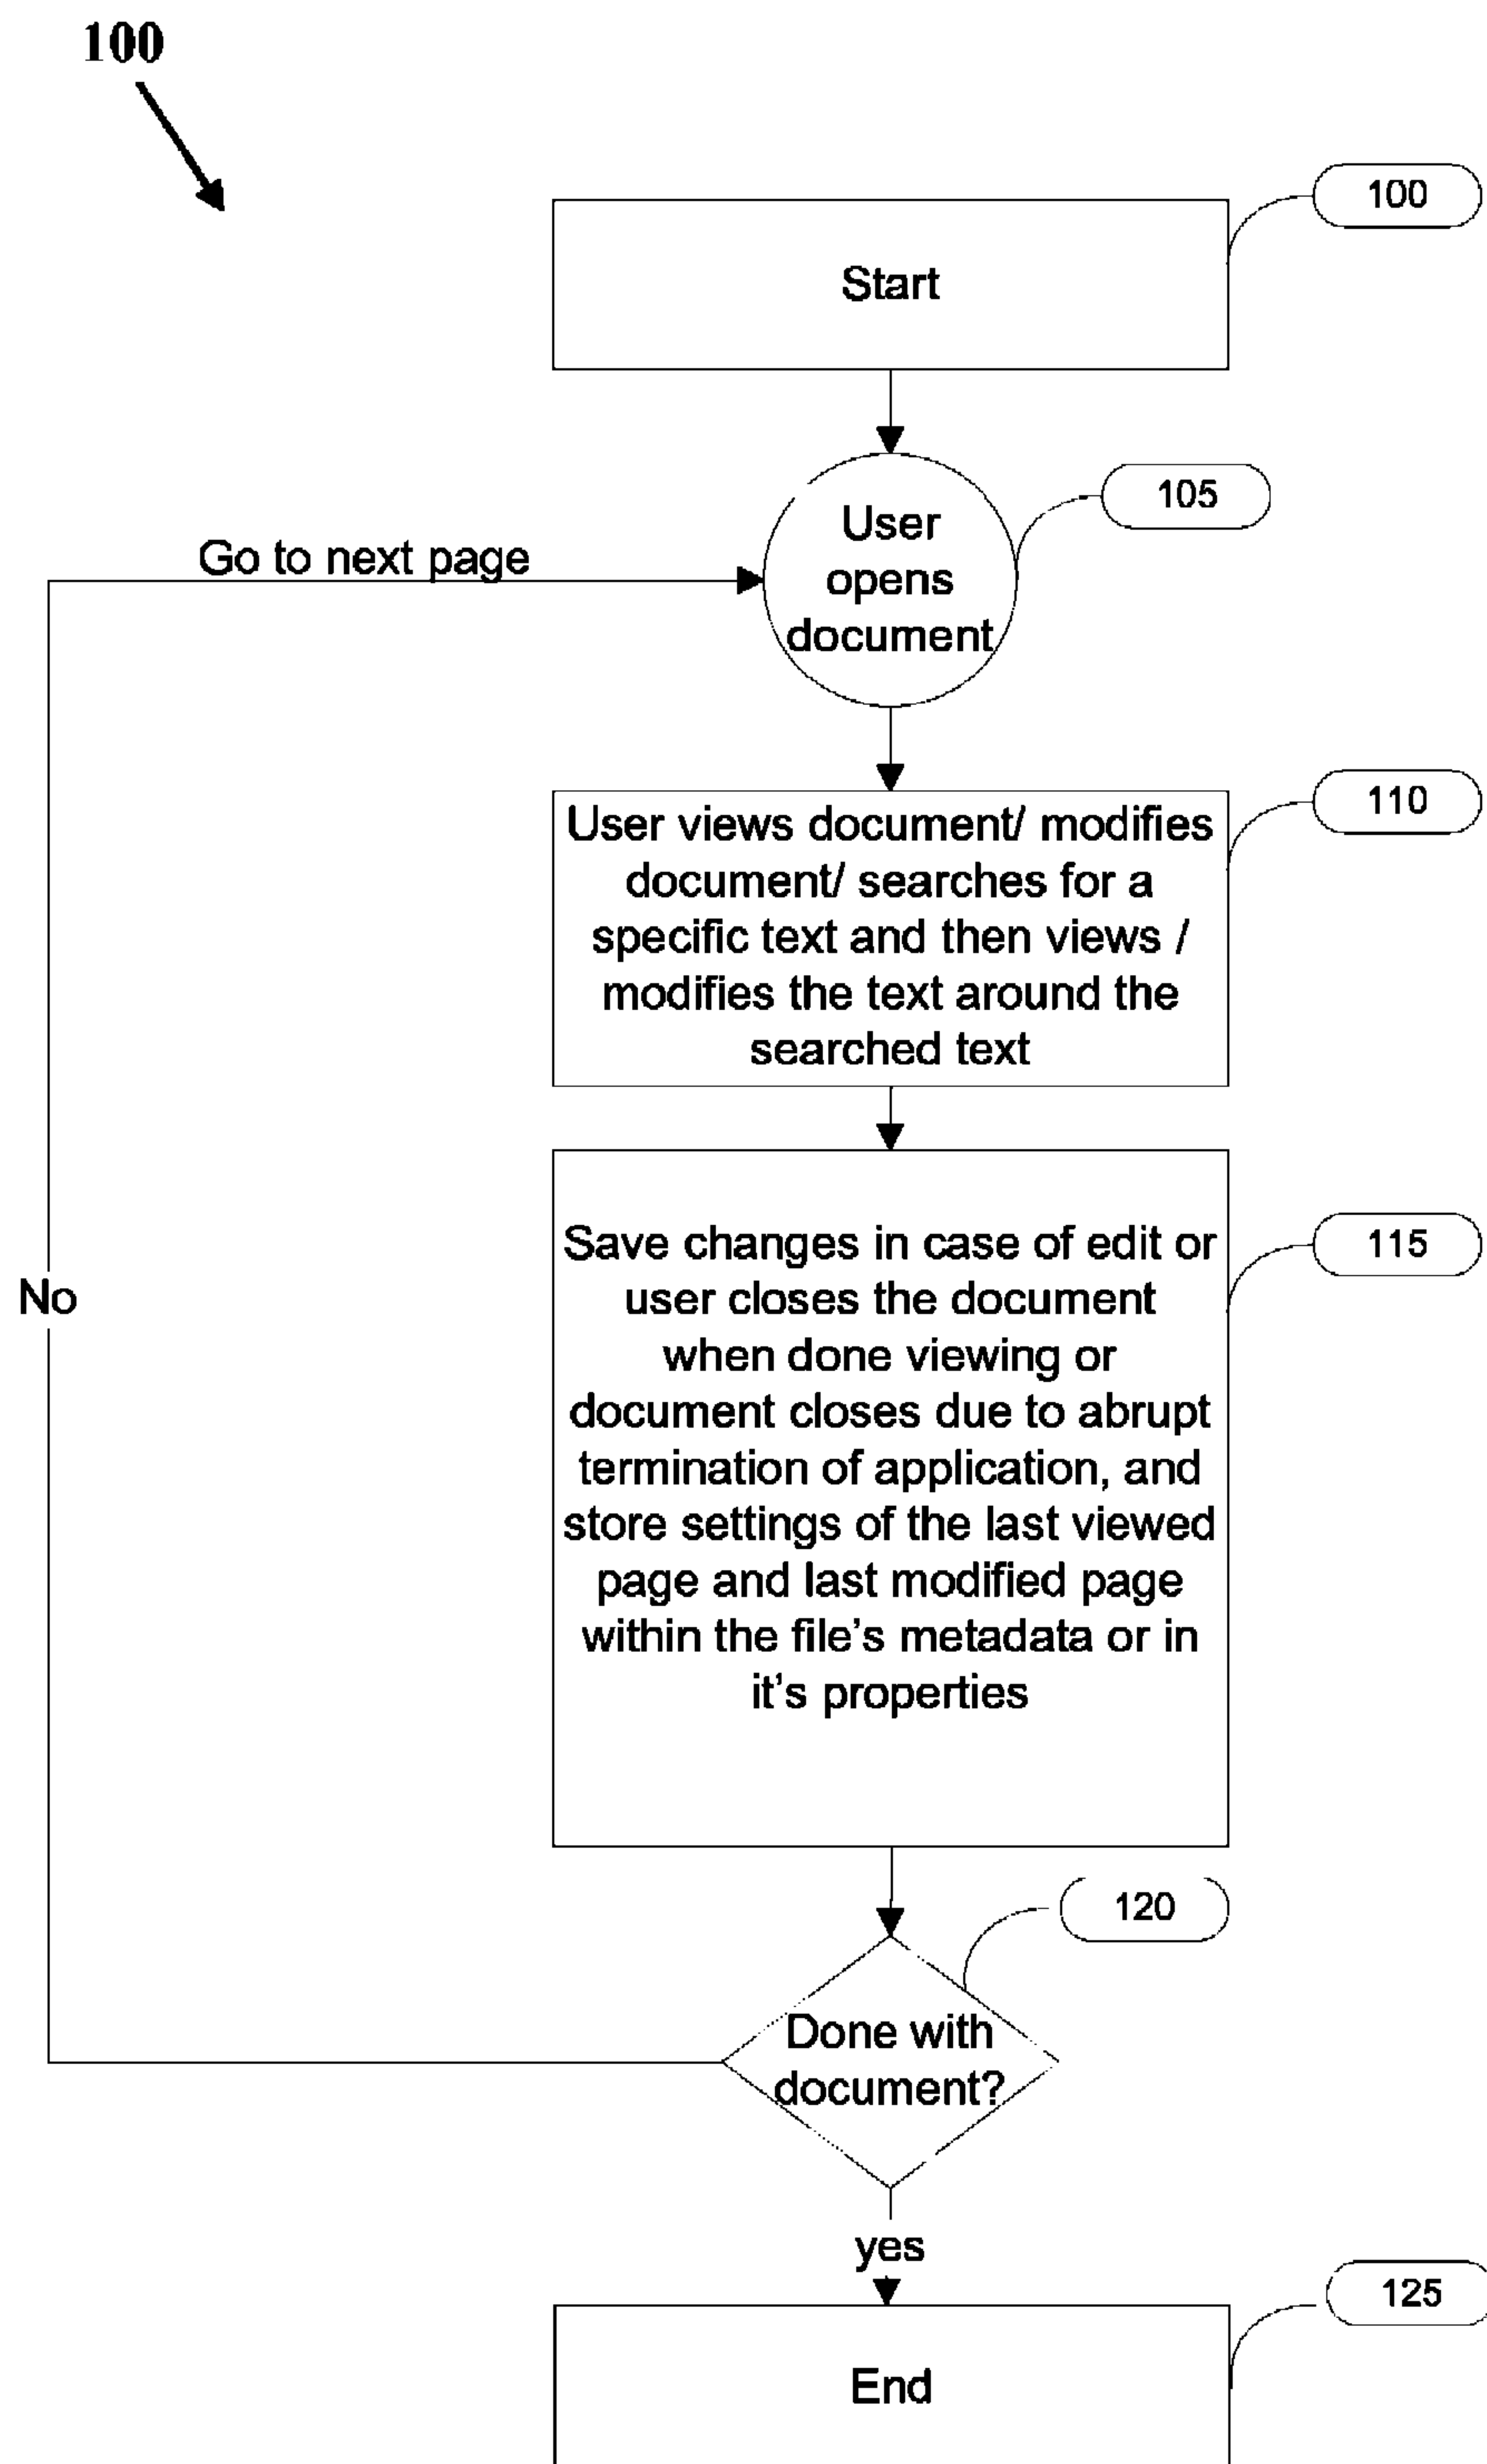 100
100
Start
105
User
opens
document
Go to next page
110
User views document/ modifies
document/ searches for a
specific text and then views /
modifies the text around the
searched text
115
Save changes in case of edit or
user closes the document
when done viewing or
document closes due to abrupt
termination of application, and
store settings of the last viewed
page and last modified page
within the file's metadata or in
it's properties
No
120
Done with
document?
yes
125
End